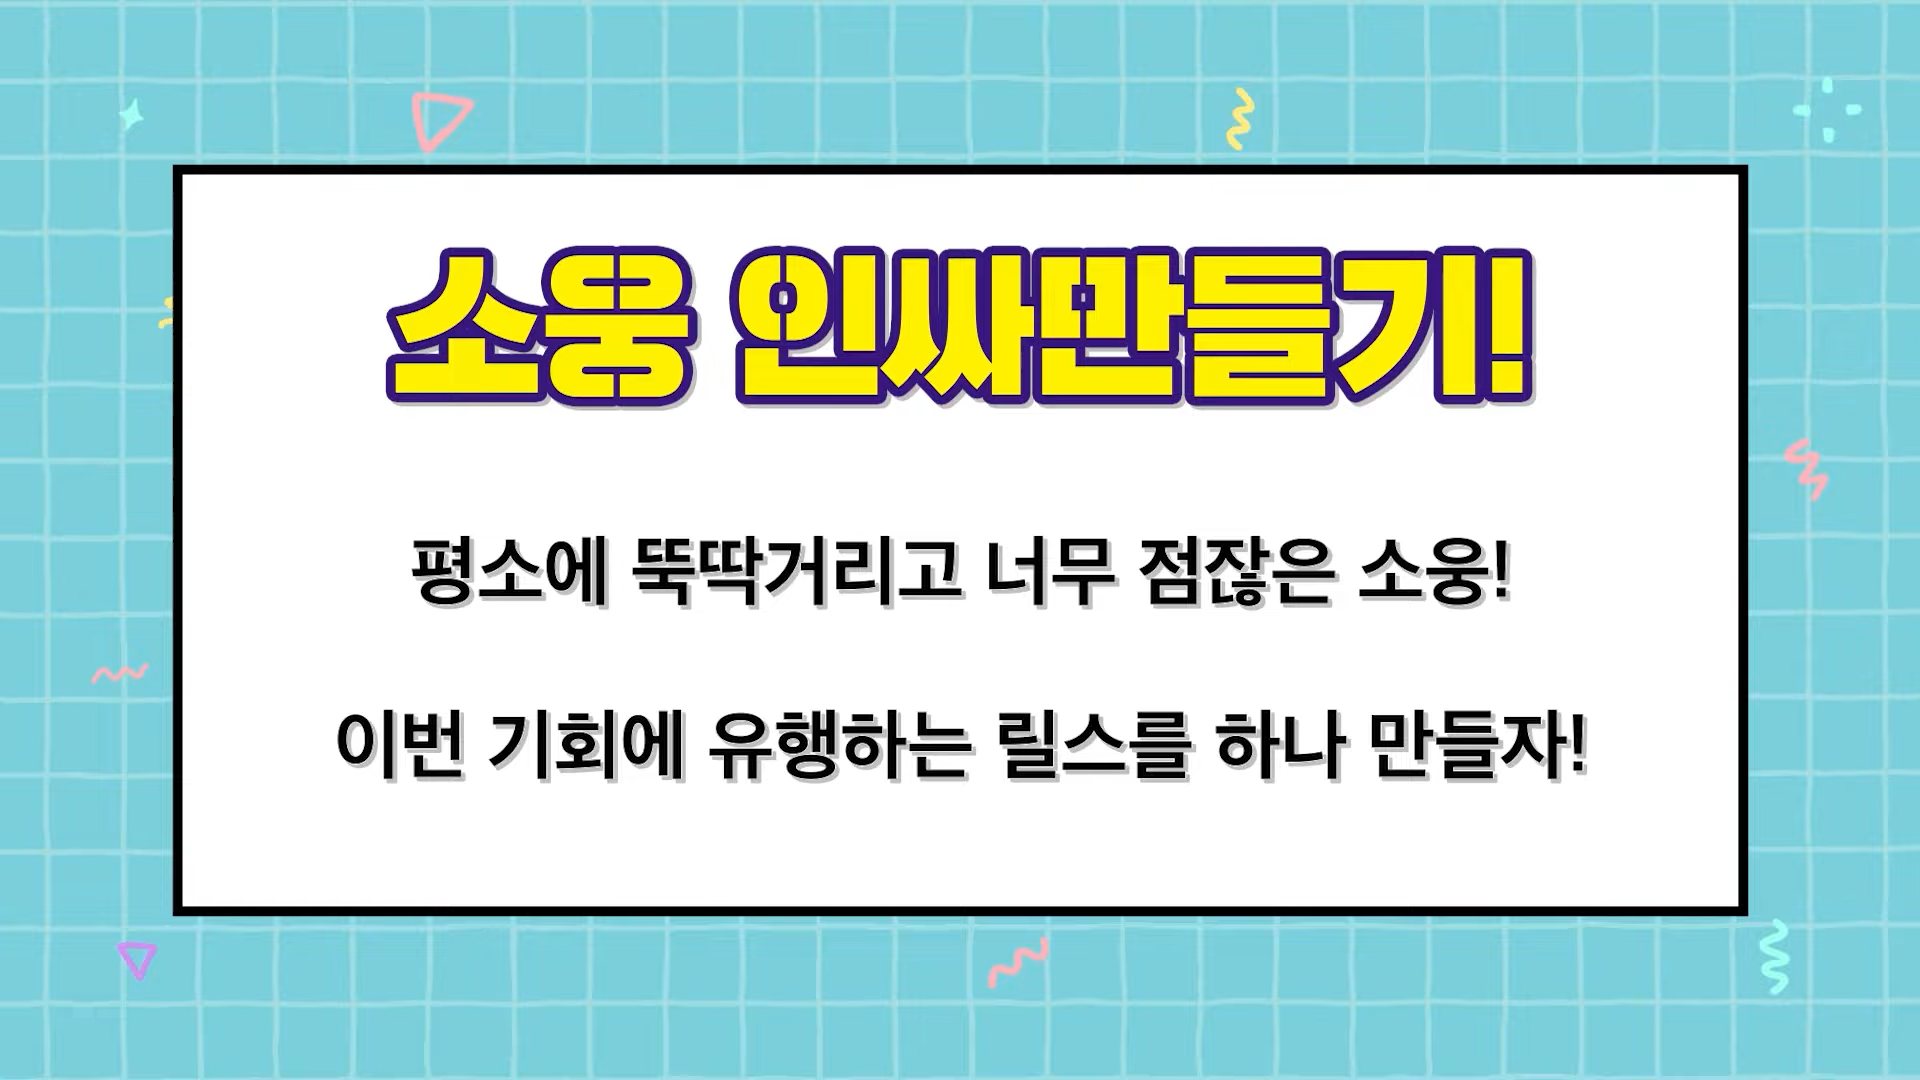 소웅 인싸만들기!
평소에 뚝딱거리고 너무 점잖은 소웅!
이번 기회에 유행하는 릴스를 하나 만들자!